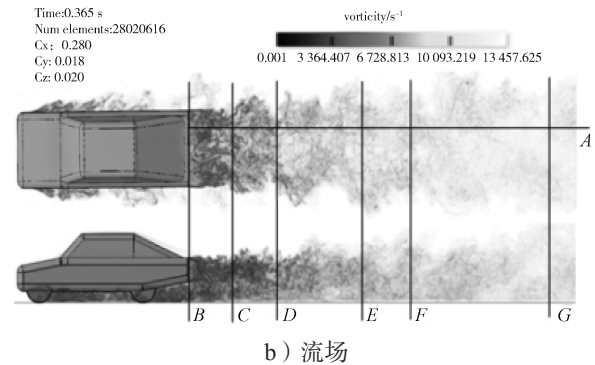 Time:0.365 s
Num elements:28020616
Cx：0.280
Cy: 0.018
Cz: 0.020
vorticity/s⁻¹
0.001 3 364.407 6 728.813 10 093.219 13 457.625
A
B C D E F G
b）流场